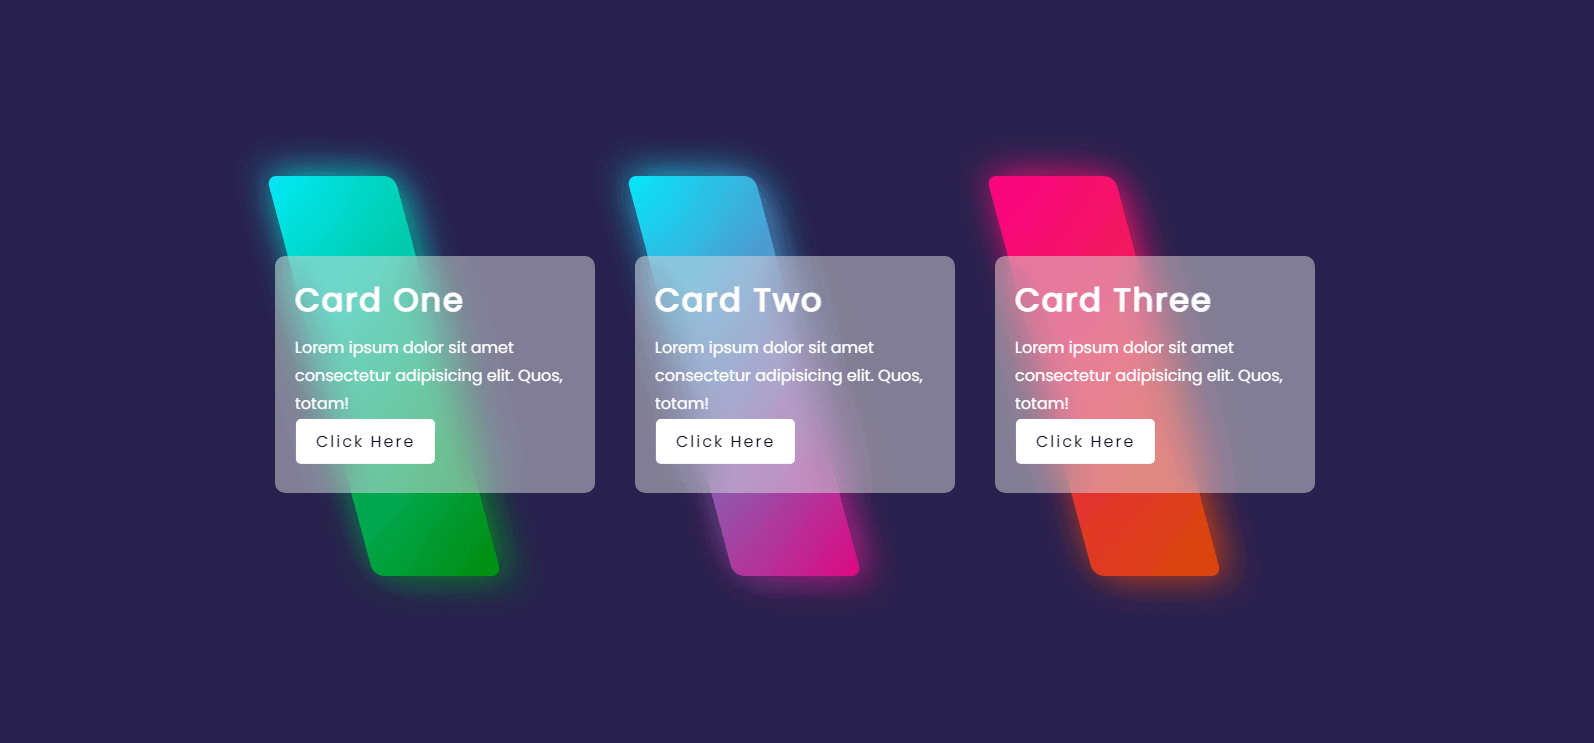 Card One
Lorem ipsum dolor sit amet
consectetur adipisicing elit. Quos,
totam!
Click Here
Card Two
Lorem ipsum dolor sit amet
consectetur adipisicing elit. Quos,
totam!
Click Here
Card Three
Lorem ipsum dolor sit amet
consectetur adipisicing elit. Quos,
totam!
Click Here